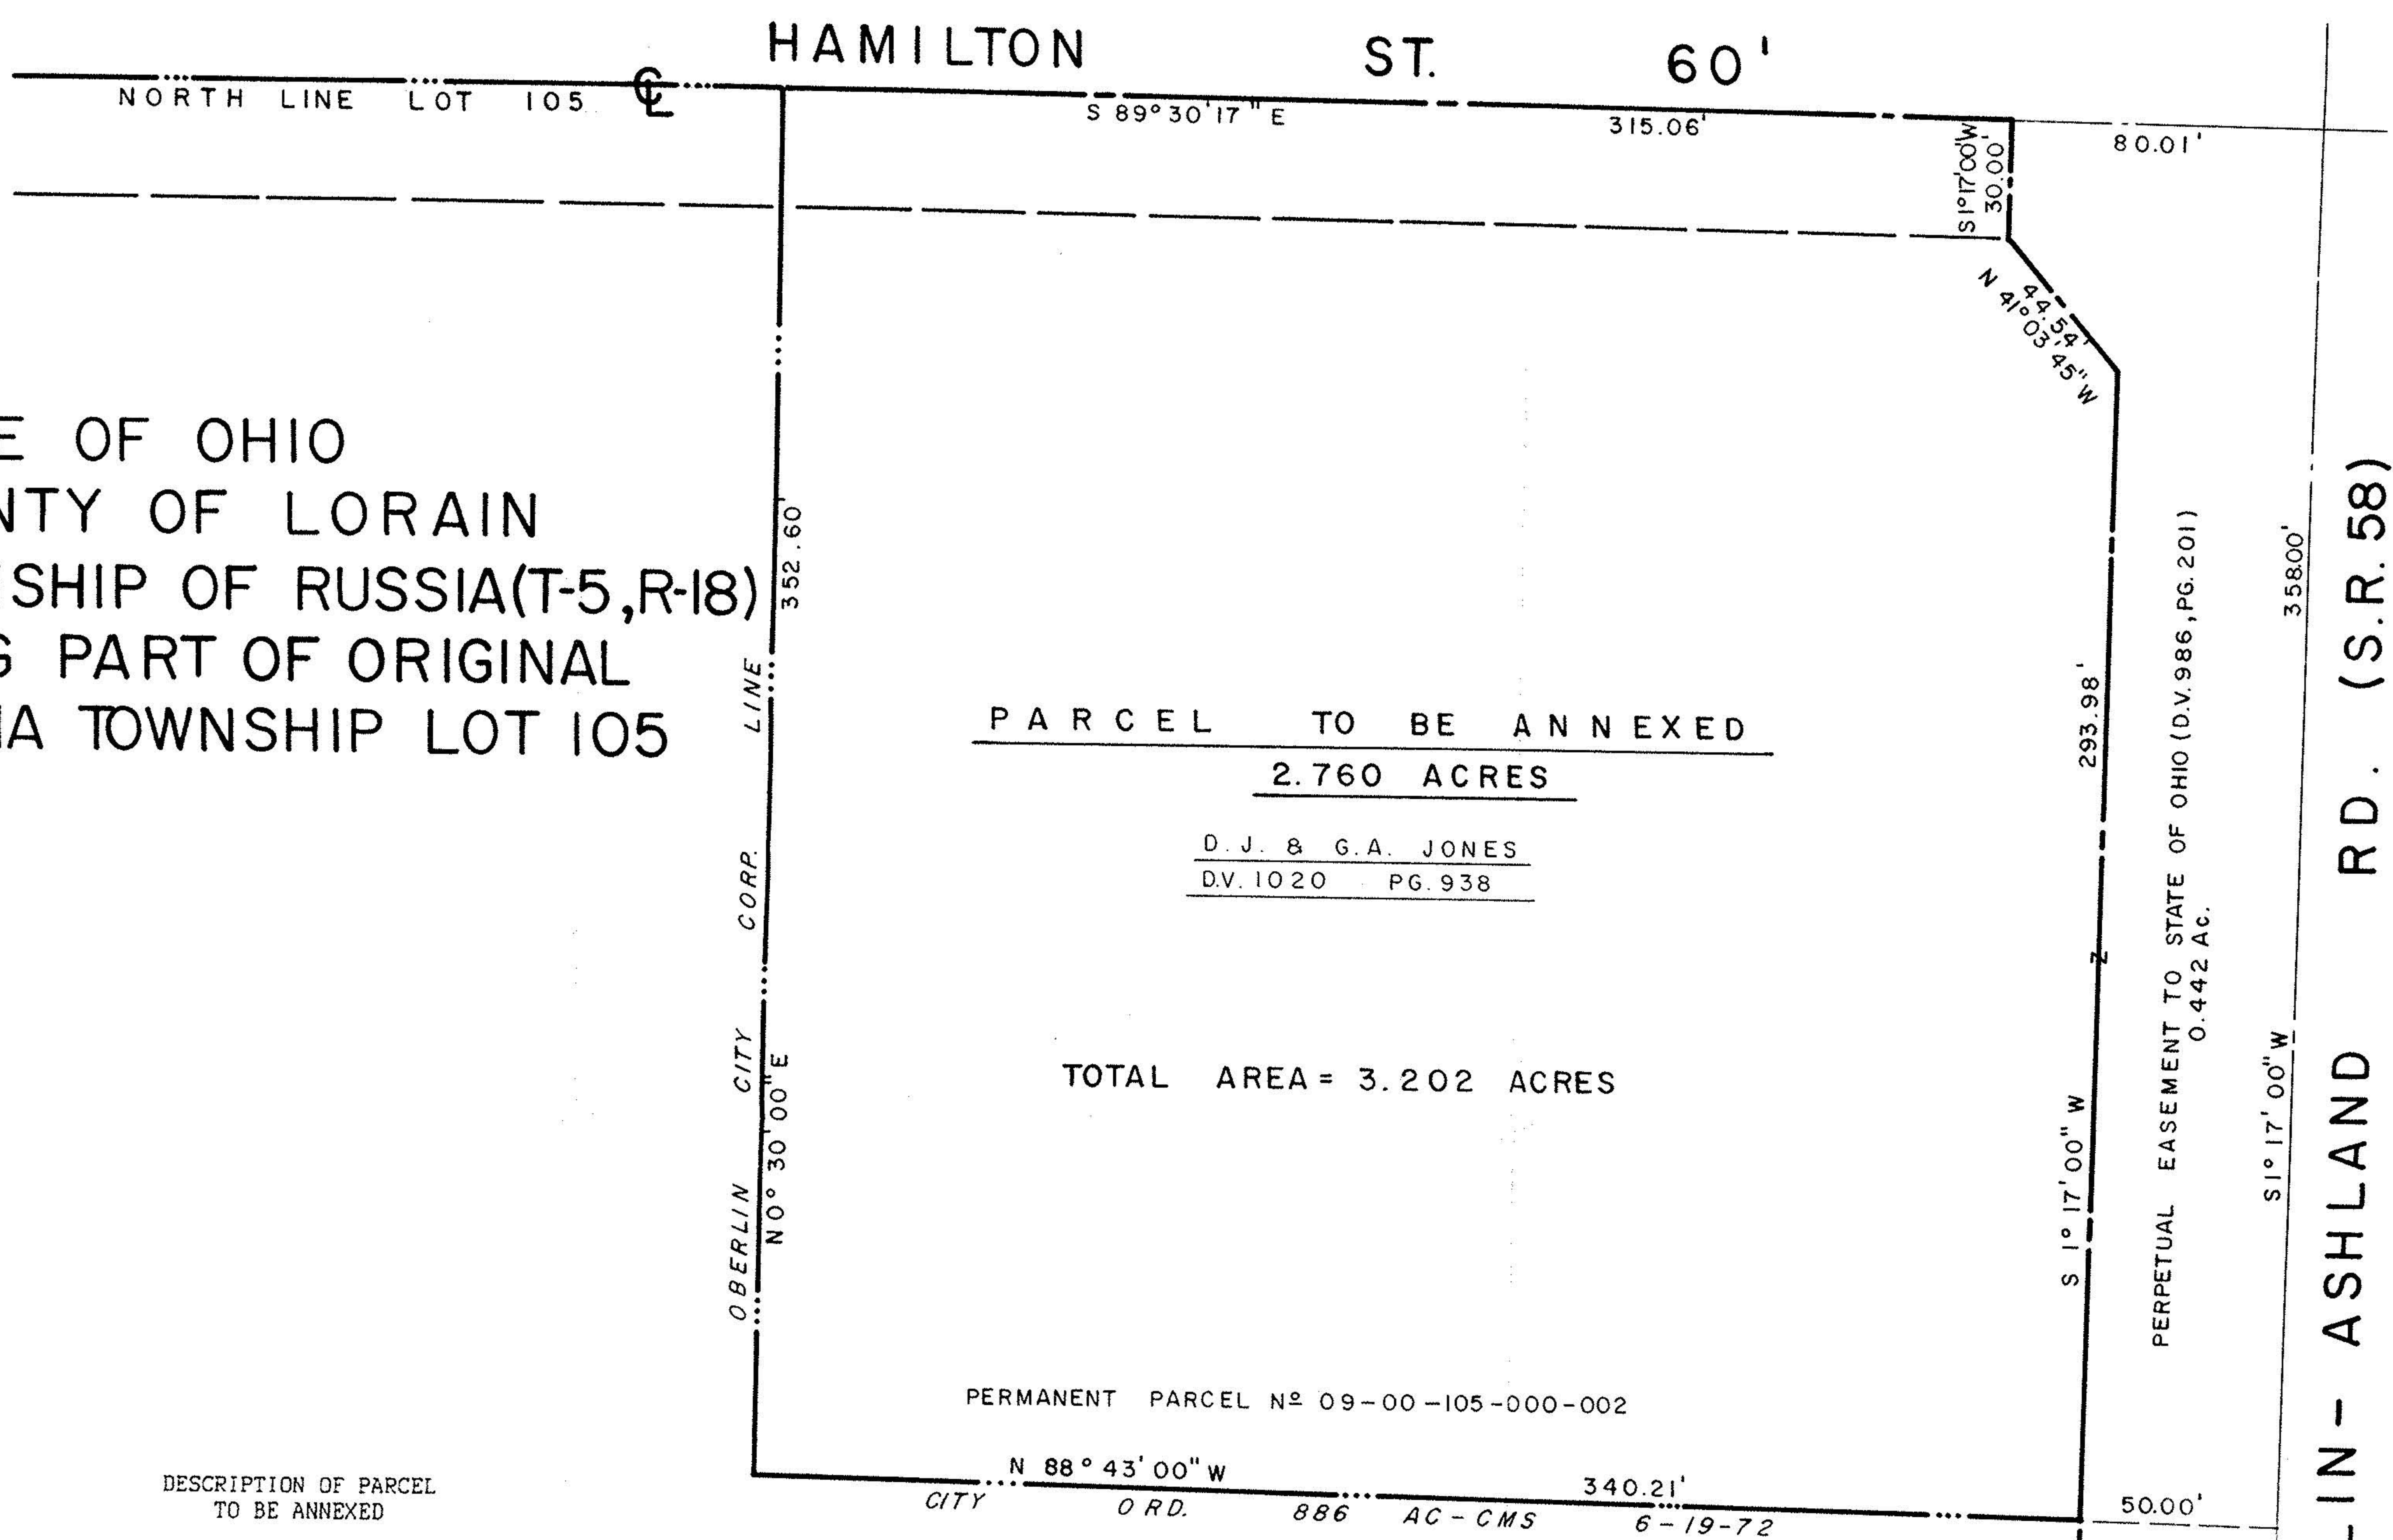 HAMILTON ST. 60'
NORTH LINE LOT 105
℄
S 89°30'17" E
315.06'
80.01'
S 1°17'00" W
30.00'
44.54'
N 41°03'45" W
E OF OHIO
NTY OF LORAIN
SHIP OF RUSSIA(T-5,R-18)
G PART OF ORIGINAL
IA TOWNSHIP LOT 105
352.60'
OBERLIN CITY CORP. LINE
N 0° 30' 00" E
PARCEL TO BE ANNEXED
2.760 ACRES
D. J. & G.A. JONES
D.V. 1020 PG. 938
TOTAL AREA = 3.202 ACRES
PERMANENT PARCEL Nº 09-00-105-000-002
293.98'
S 1° 17' 00" W
Z
PERPETUAL EASEMENT TO STATE OF OHIO (D.V. 986, PG. 201)
0.442 Ac.
358.00'
S 1° 17' 00" W
LIN - ASHLAND RD. (S.R. 58)
N 88° 43' 00" W
340.21'
50.00'
CITY ORD. 886 AC-CMS 6-19-72
DESCRIPTION OF PARCEL
TO BE ANNEXED